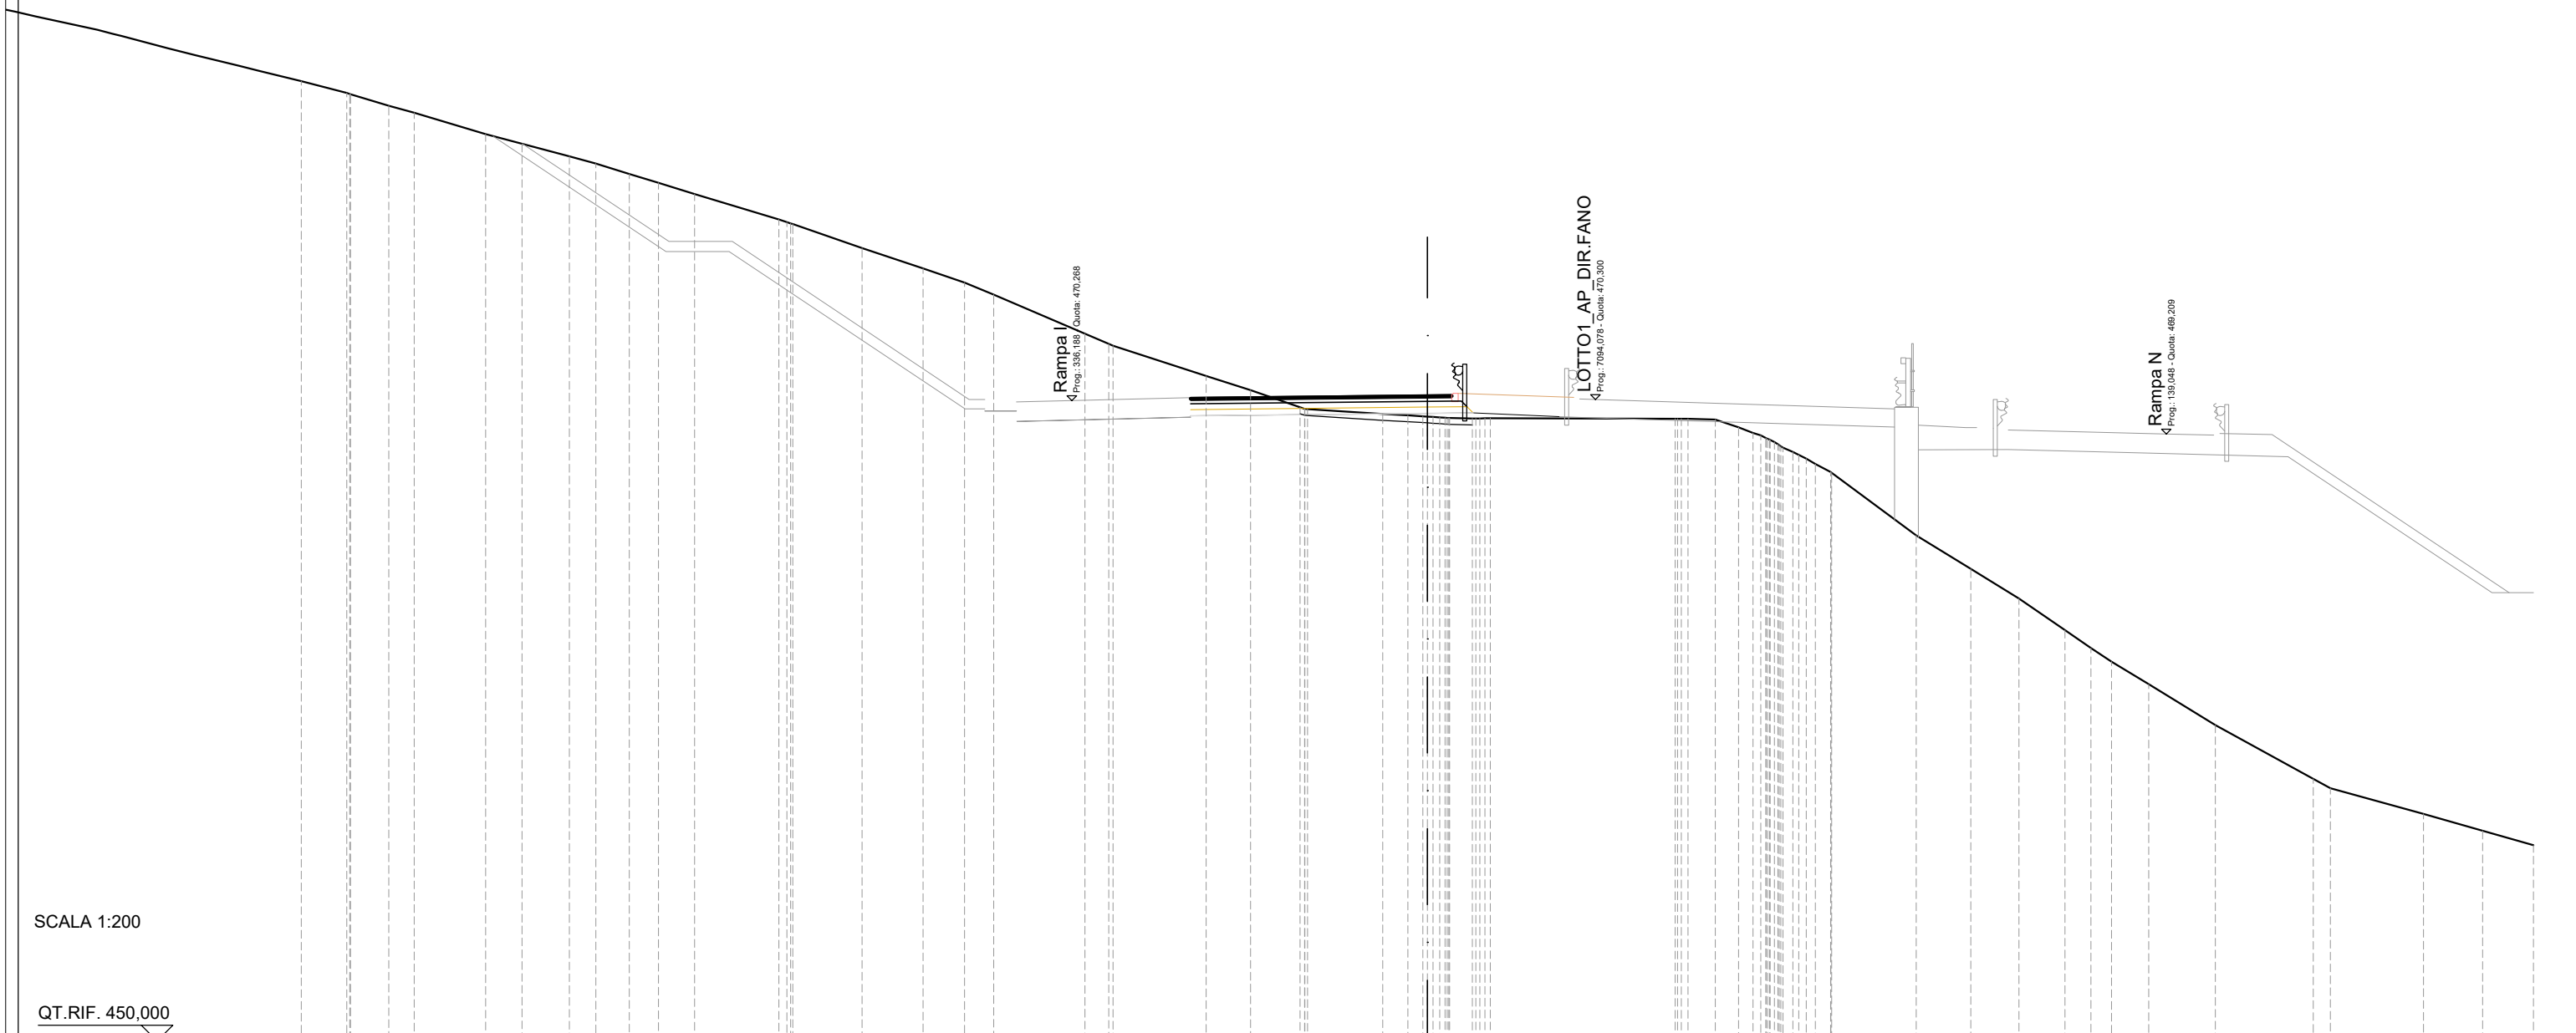 Rampa I
Prog.: 336,188 - Quota: 470,268
LOTTO1_AP_DIR.FANO
Prog.: 7094,078 - Quota: 470,300
Rampa N
Prog.: 139,048 - Quota: 469,209
SCALA 1:200
QT.RIF. 450,000